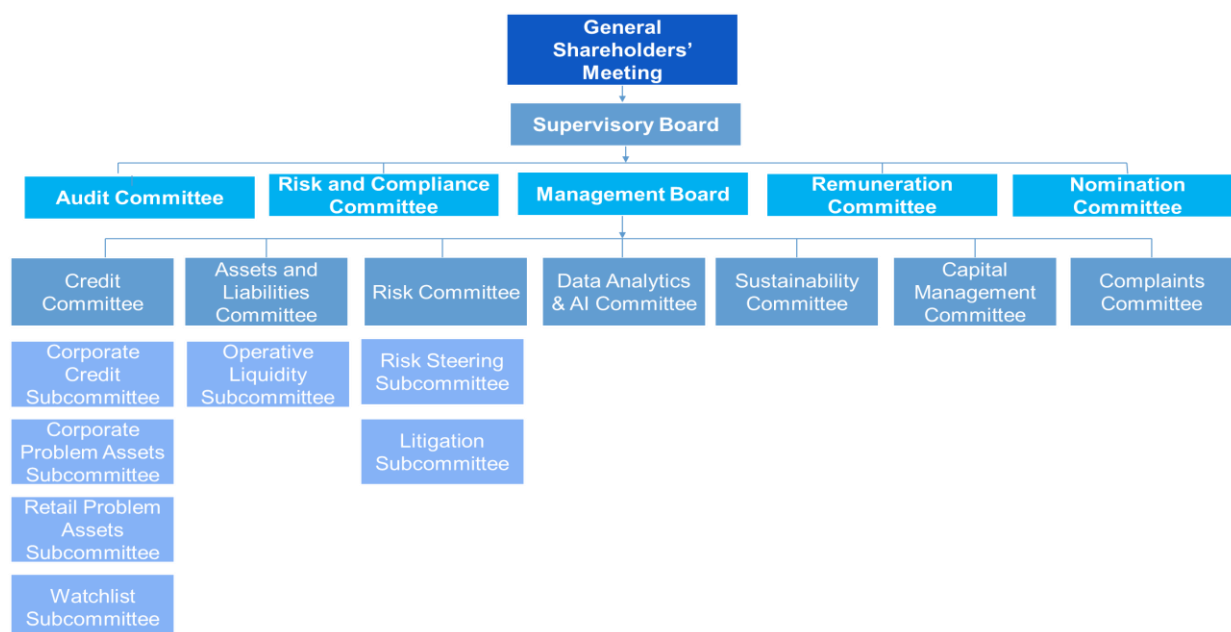 General
Shareholders’
Meeting
Supervisory Board
Audit Committee
Risk and Compliance
Committee
Management Board
Remuneration
Committee
Nomination
Committee
Credit
Committee
Assets and
Liabilities
Committee
Risk Committee
Data Analytics
& AI Committee
Sustainability
Committee
Capital
Management
Committee
Complaints
Committee
Corporate
Credit
Subcommittee
Operative
Liquidity
Subcommittee
Risk Steering
Subcommittee
Corporate
Problem Assets
Subcommittee
Litigation
Subcommittee
Retail Problem
Assets
Subcommittee
Watchlist
Subcommittee